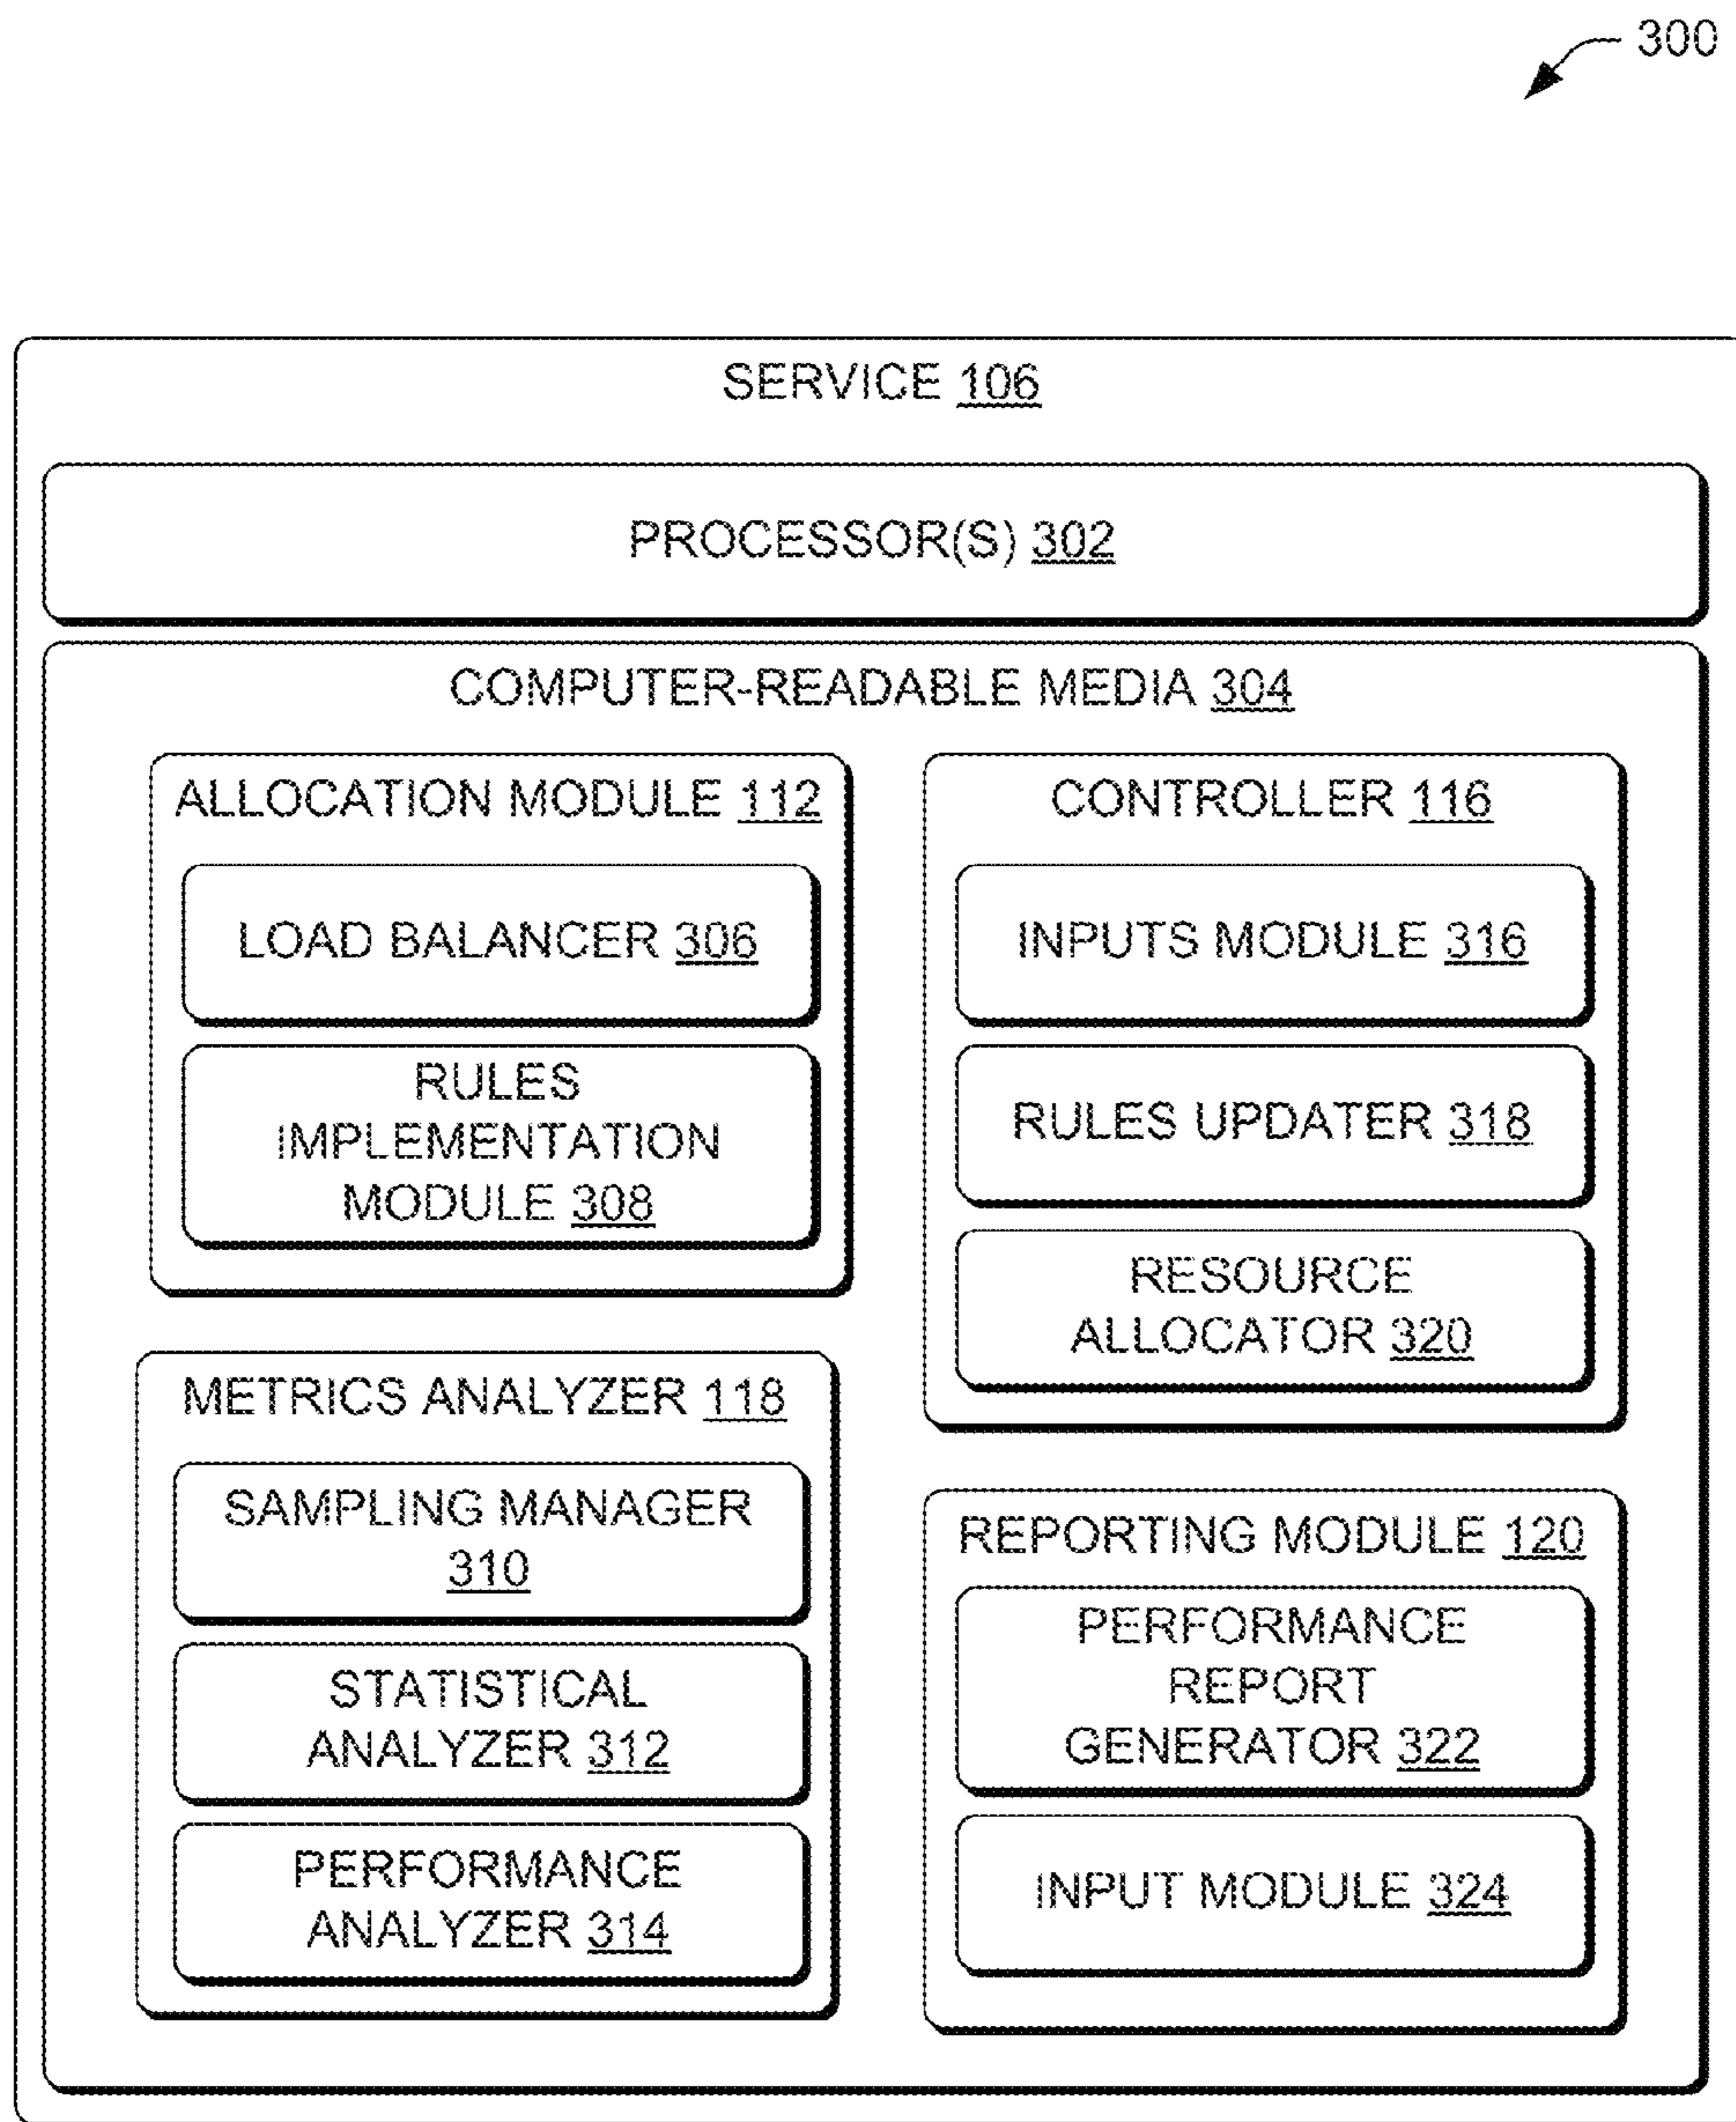 300
SERVICE 106
PROCESSOR(S) 302
COMPUTER-READABLE MEDIA 304
ALLOCATION MODULE 112
LOAD BALANCER 306
RULES
IMPLEMENTATION
MODULE 308
METRICS ANALYZER 118
SAMPLING MANAGER
310
STATISTICAL
ANALYZER 312
PERFORMANCE
ANALYZER 314
CONTROLLER 116
INPUTS MODULE 316
RULES UPDATER 318
RESOURCE
ALLOCATOR 320
REPORTING MODULE 120
PERFORMANCE
REPORT
GENERATOR 322
INPUT MODULE 324